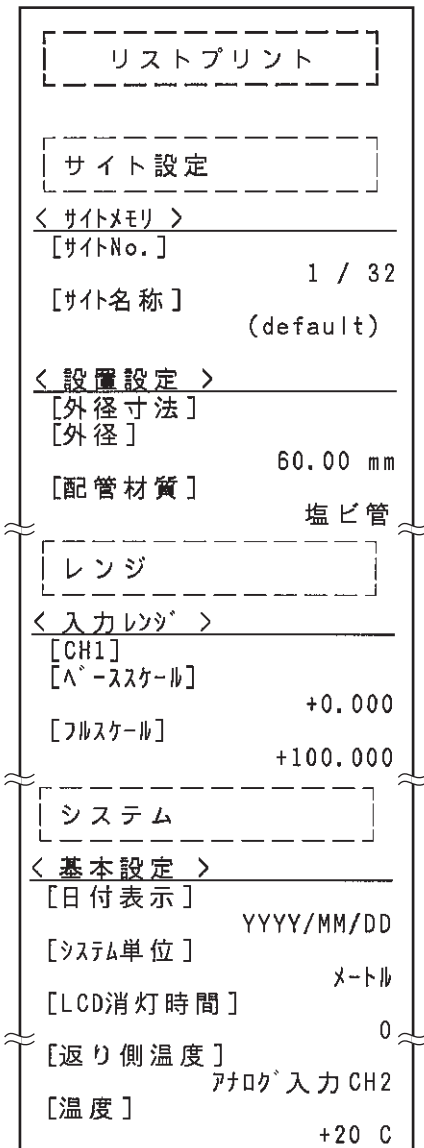 リストプリント
サイト設定
< サイトメモリ >
[サイトNo.]
1 / 32
[サイト名称]
(default)
< 設置設定 >
[外径寸法]
[外径]
60.00 mm
[配管材質]
塩ビ管
レンジ
< 入力レンジ >
[CH1]
[ベーススケール]
+0.000
[フルスケール]
+100.000
システム
< 基本設定 >
[日付表示]
YYYY/MM/DD
[システム単位]
メートル
[LCD消灯時間]
0
[返り側温度]
アナログ入力CH2
[温度]
+20 C